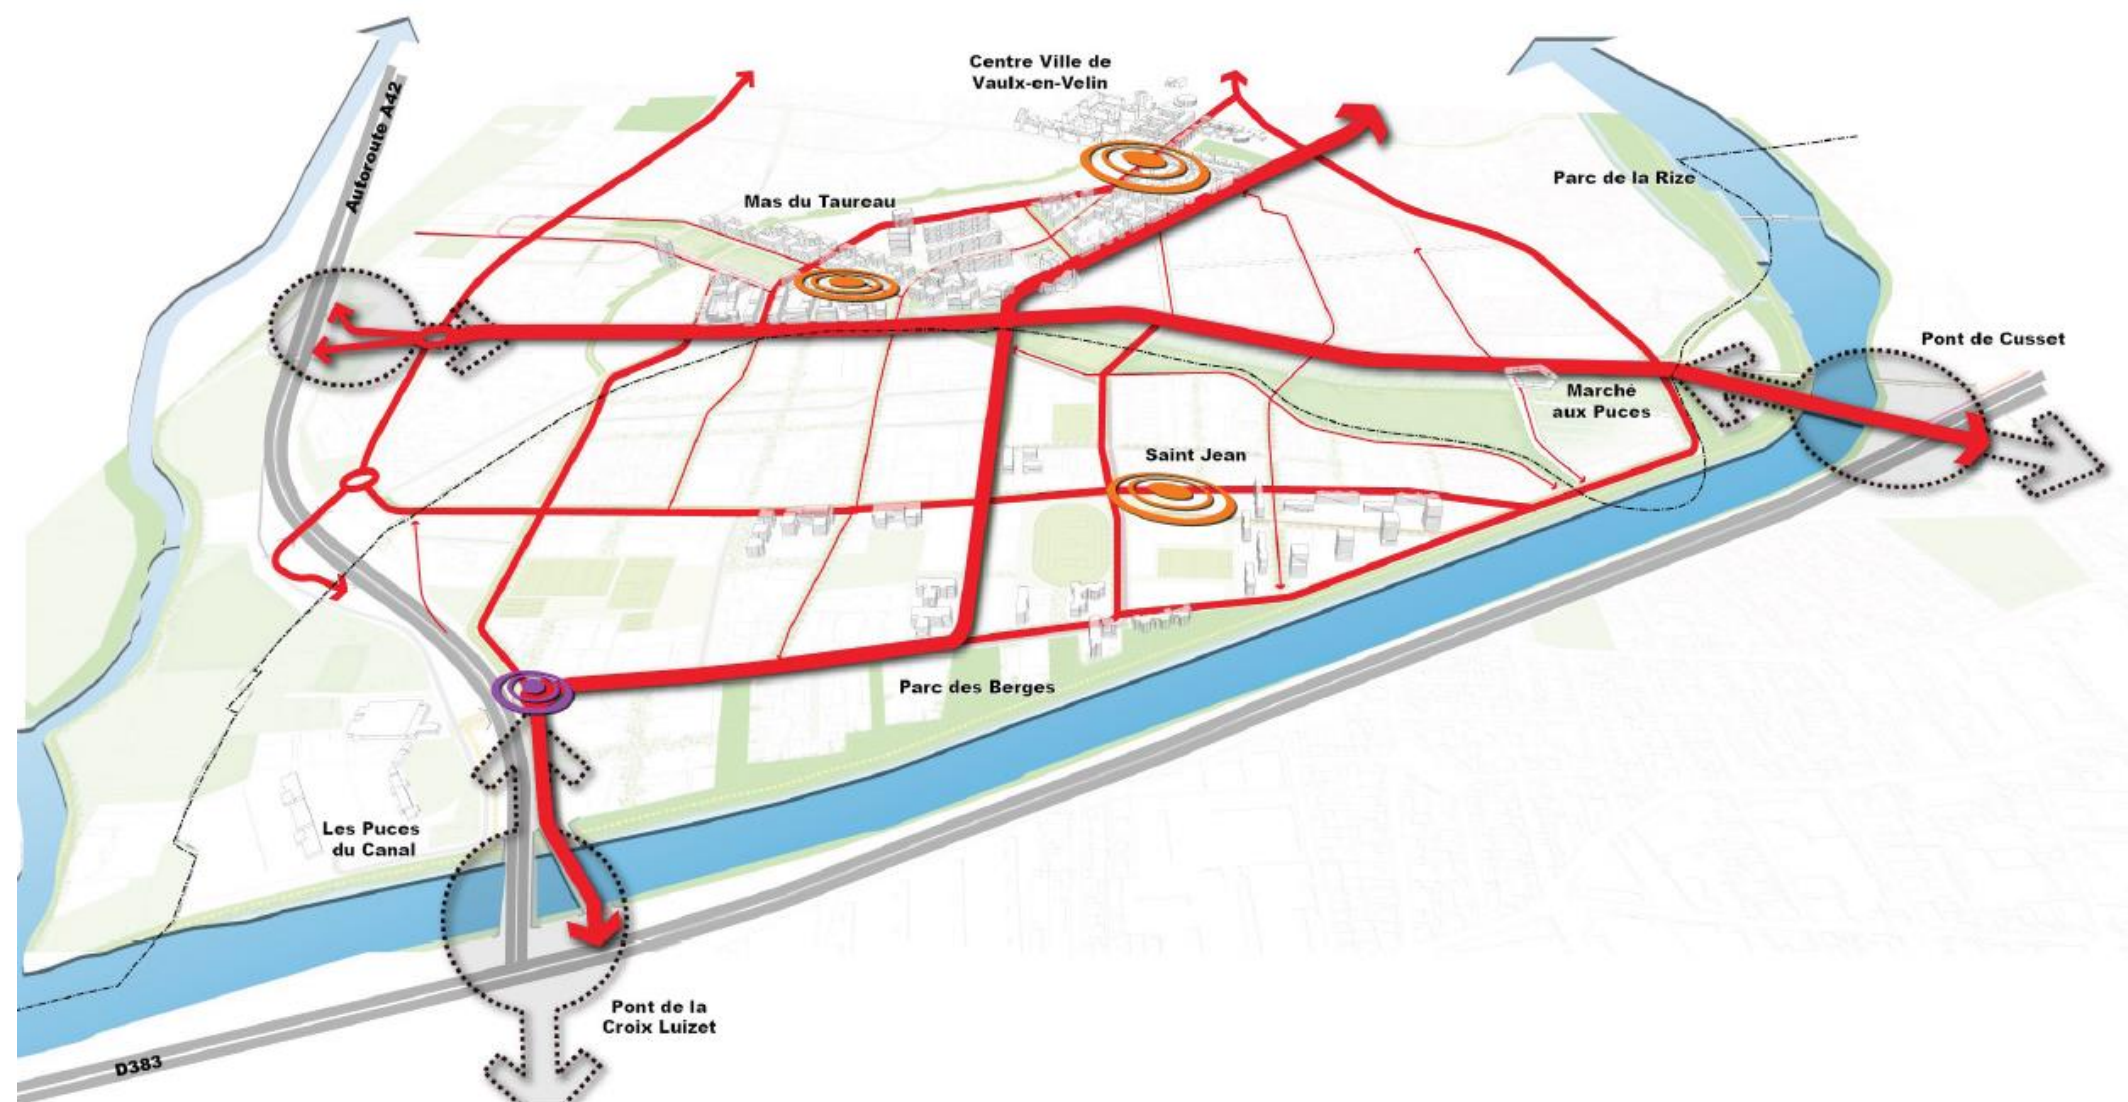 Centre Ville de
Vaulx-en-Velin
Autoroute A42
Parc de la Rize
Mas du Taureau
Pont de Cusset
Marché
aux Puces
Saint Jean
Parc des Berges
Les Puces
du Canal
Pont de la
Croix Luizet
D383